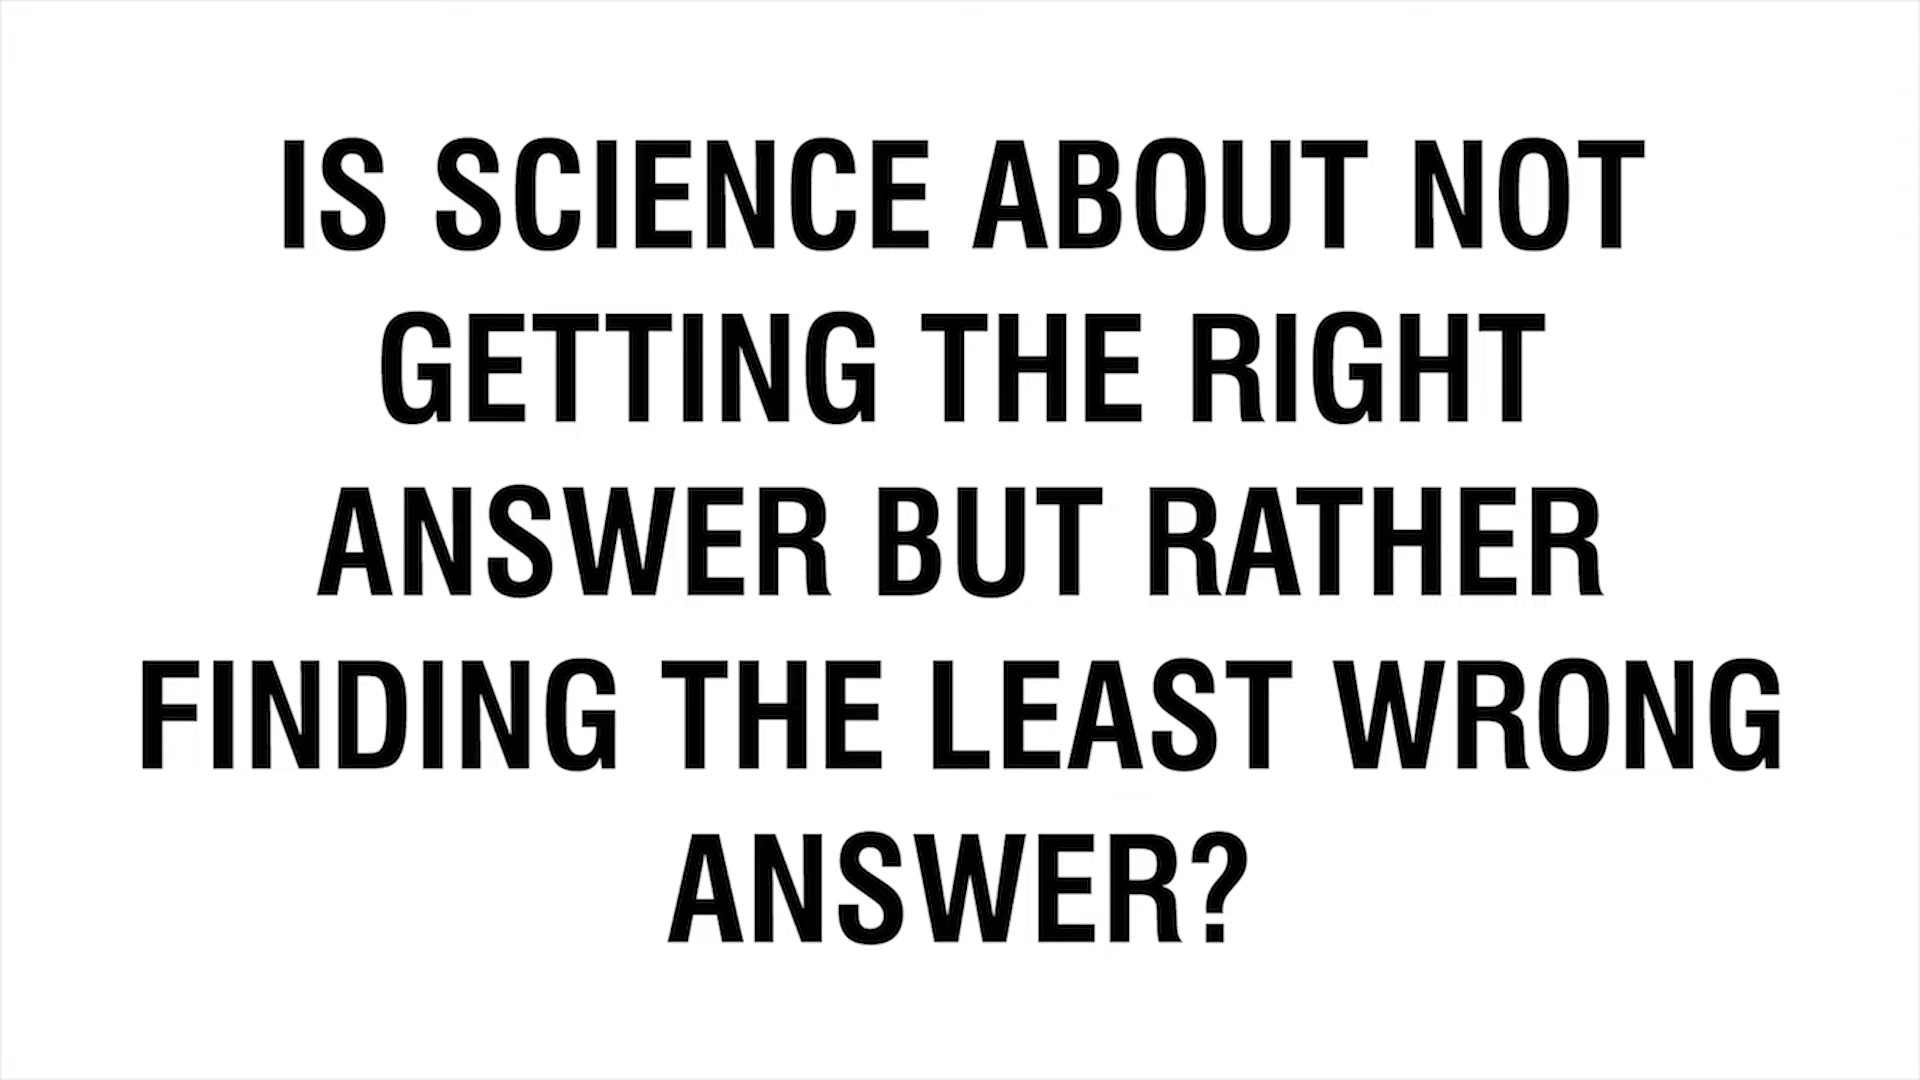 IS SCIENCE ABOUT NOT
GETTING THE RIGHT
ANSWER BUT RATHER
FINDING THE LEAST WRONG
ANSWER?